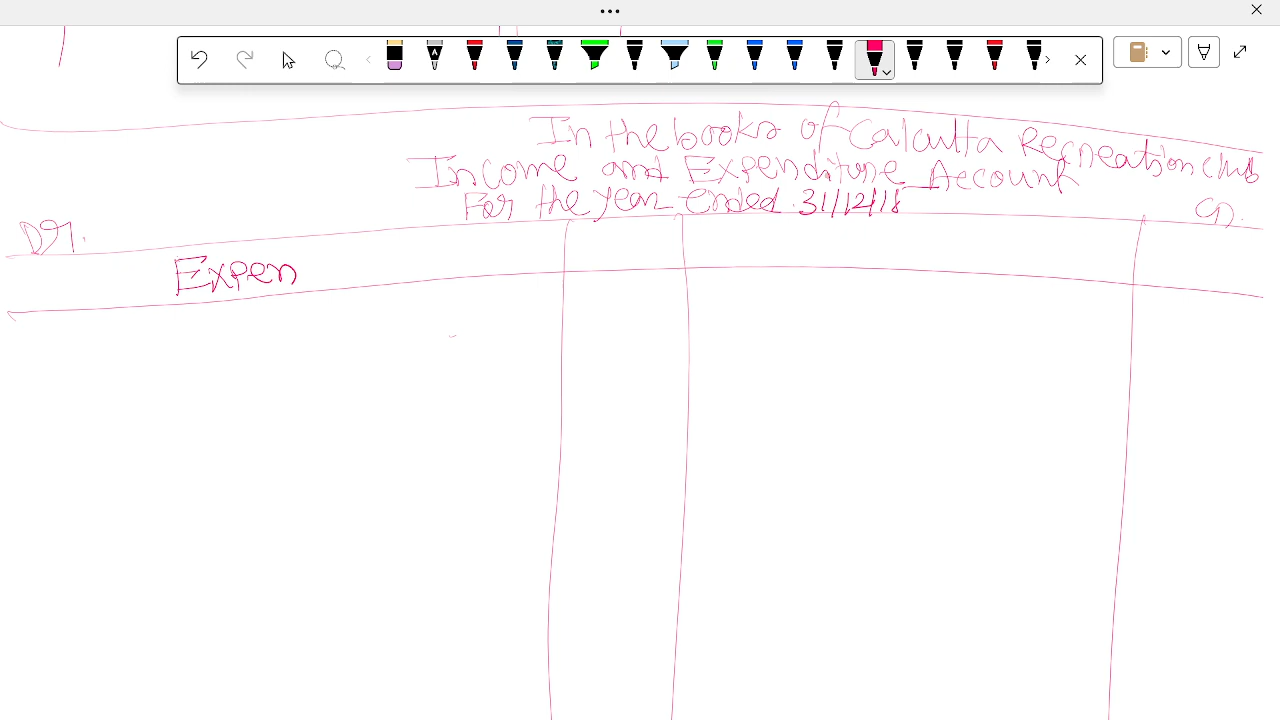 In the books of Calcutta Recreation club
Income and Expenditure Account
For the year ended 31/12/18
Dr.
Cr.
Expen